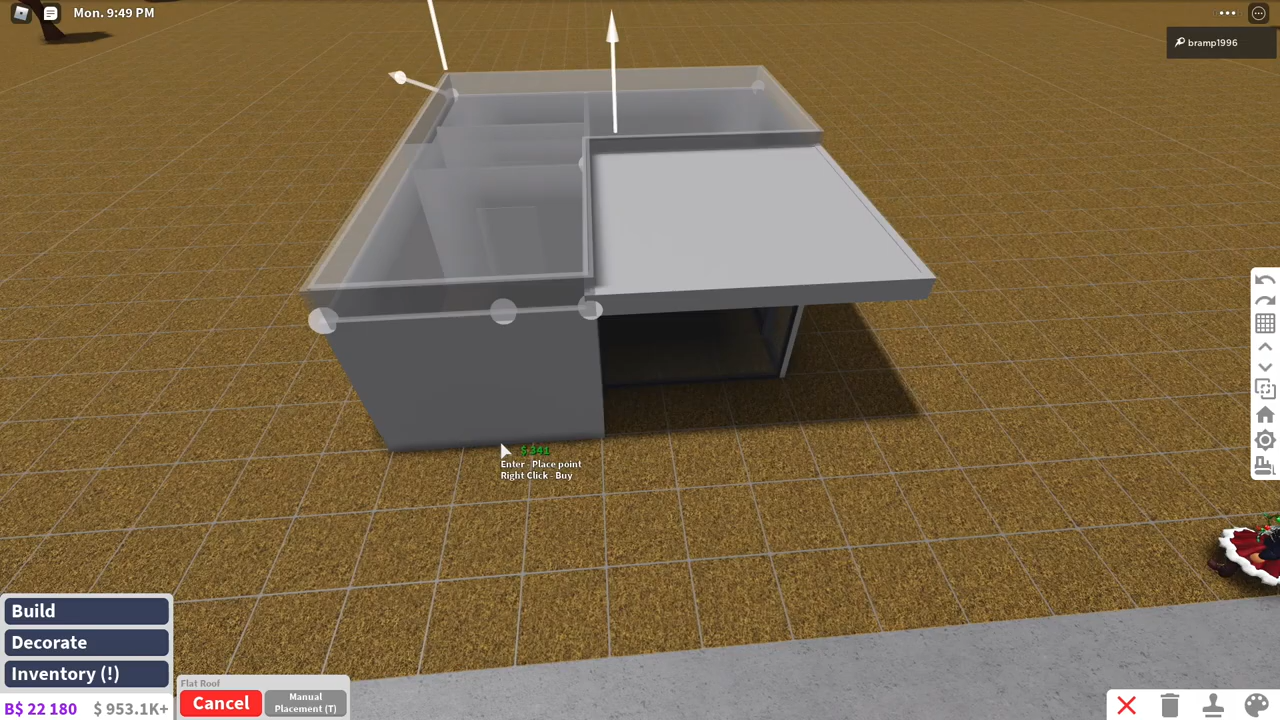 Mon. 9:49 PM
bramp1996
$ 341
Enter - Place point
Right Click - Buy
Build
Decorate
Inventory (!)
B$ 22 180
$ 953.1K+
Flat Roof
Cancel
Manual
Placement (T)